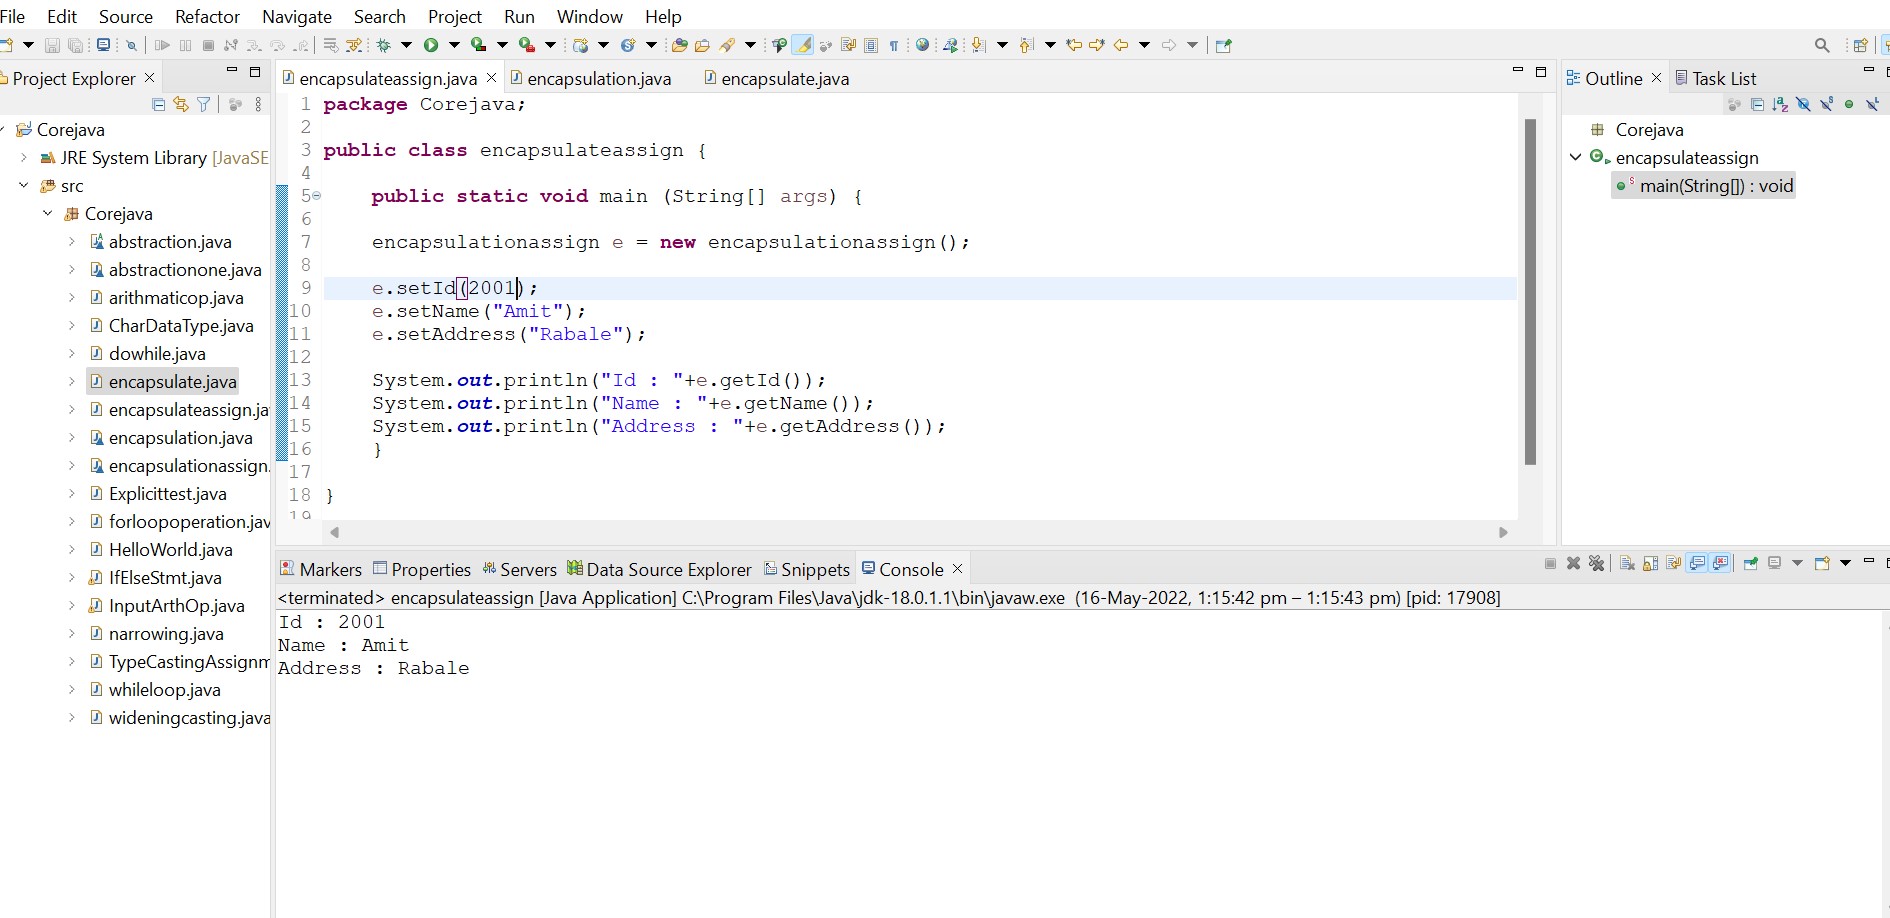 File Edit Source Refactor Navigate Search Project Run Window Help
Project Explorer
encapsulateassign.java encapsulation.java encapsulate.java
Outline Task List
Corejava
JRE System Library [JavaSE
src
Corejava
abstraction.java
abstractionone.java
arithmaticop.java
CharDataType.java
dowhile.java
encapsulate.java
encapsulateassign.ja
encapsulation.java
encapsulationassign.
Explicittest.java
forloopoperation.jav
HelloWorld.java
IfElseStmt.java
InputArthOp.java
narrowing.java
TypeCastingAssignm
whileloop.java
wideningcasting.java
1 package Corejava;
2
3 public class encapsulateassign {
4
5 public static void main (String[] args) {
6
7 encapsulationassign e = new encapsulationassign();
8
9 e.setId(2001);
10 e.setName("Amit");
11 e.setAddress("Rabale");
12
13 System.out.println("Id : "+e.getId());
14 System.out.println("Name : "+e.getName());
15 System.out.println("Address : "+e.getAddress());
16 }
17
18 }
19
Corejava
encapsulateassign
main(String[]) : void
Markers Properties Servers Data Source Explorer Snippets Console
<terminated> encapsulateassign [Java Application] C:\Program Files\Java\jdk-18.0.1.1\bin\javaw.exe (16-May-2022, 1:15:42 pm – 1:15:43 pm) [pid: 17908]
Id : 2001
Name : Amit
Address : Rabale